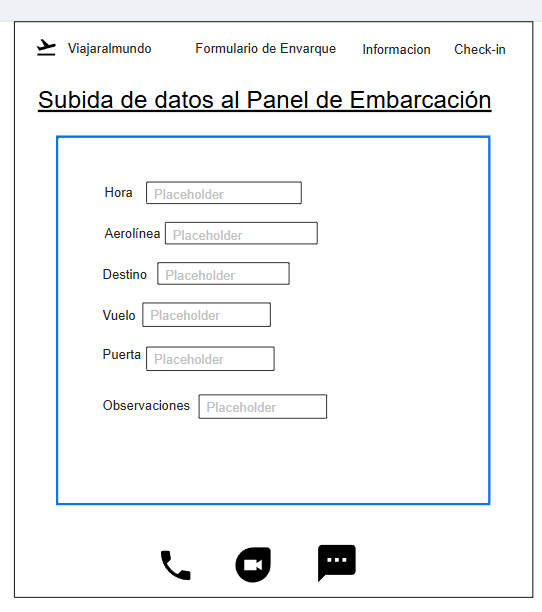 Viajaralmundo Formulario de Envarque Informacion Check-in
Subida de datos al Panel de Embarcación
Hora Placeholder
Aerolínea Placeholder
Destino Placeholder
Vuelo Placeholder
Puerta Placeholder
Observaciones Placeholder